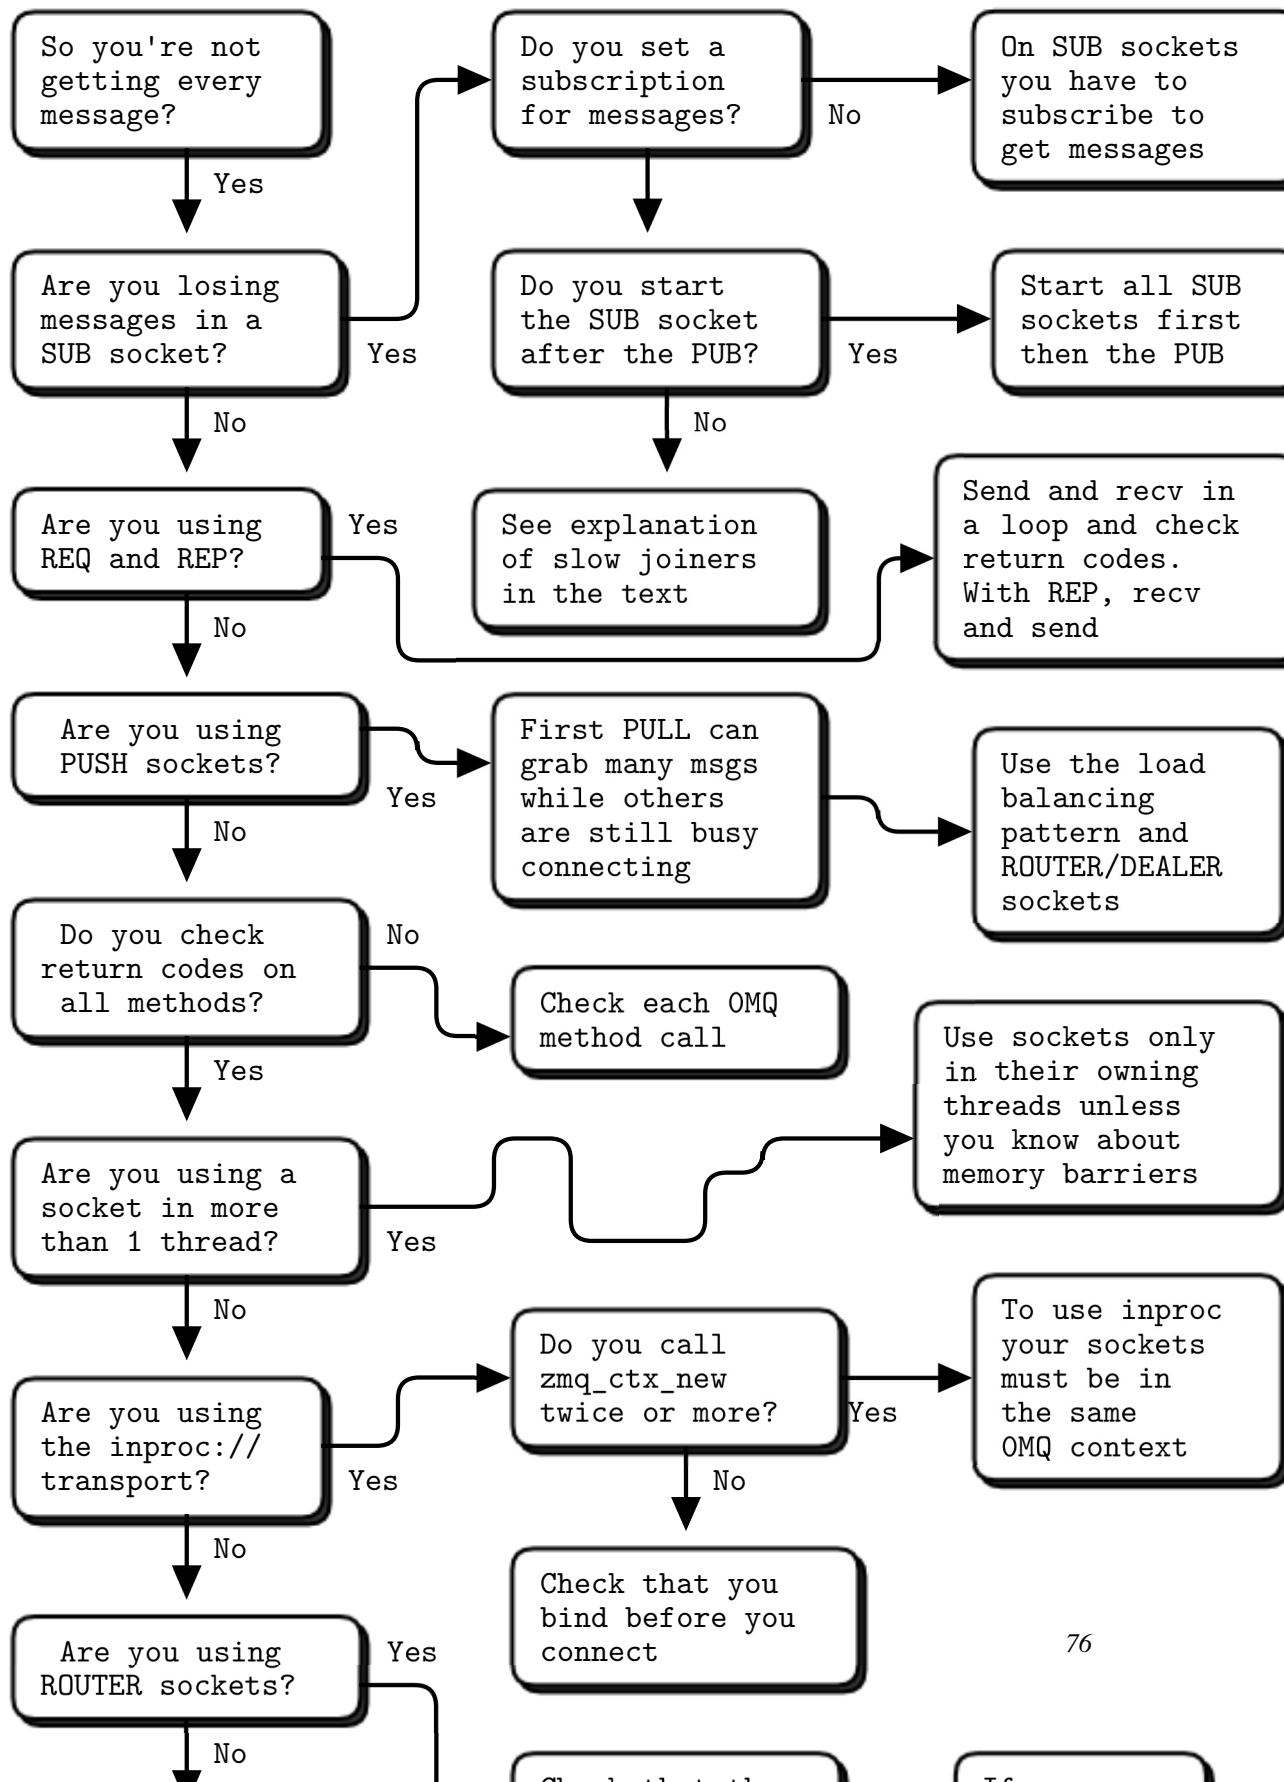 So you're not
getting every
message?
Yes
Do you set a
subscription
for messages?
No
On SUB sockets
you have to
subscribe to
get messages
Are you losing
messages in a
SUB socket?
Yes
No
Do you start
the SUB socket
after the PUB?
Yes
No
Start all SUB
sockets first
then the PUB
Are you using
REQ and REP?
Yes
No
See explanation
of slow joiners
in the text
Send and recv in
a loop and check
return codes.
With REP, recv
and send
Are you using
PUSH sockets?
Yes
No
First PULL can
grab many msgs
while others
are still busy
connecting
Use the load
balancing
pattern and
ROUTER/DEALER
sockets
Do you check
return codes on
all methods?
No
Yes
Check each OMQ
method call
Use sockets only
in their owning
threads unless
you know about
memory barriers
Are you using a
socket in more
than 1 thread?
Yes
No
Are you using
the inproc://
transport?
Yes
No
Do you call
zmq_ctx_new
twice or more?
Yes
No
To use inproc
your sockets
must be in
the same
OMQ context
Check that you
bind before you
connect
Are you using
ROUTER sockets?
Yes
No
76